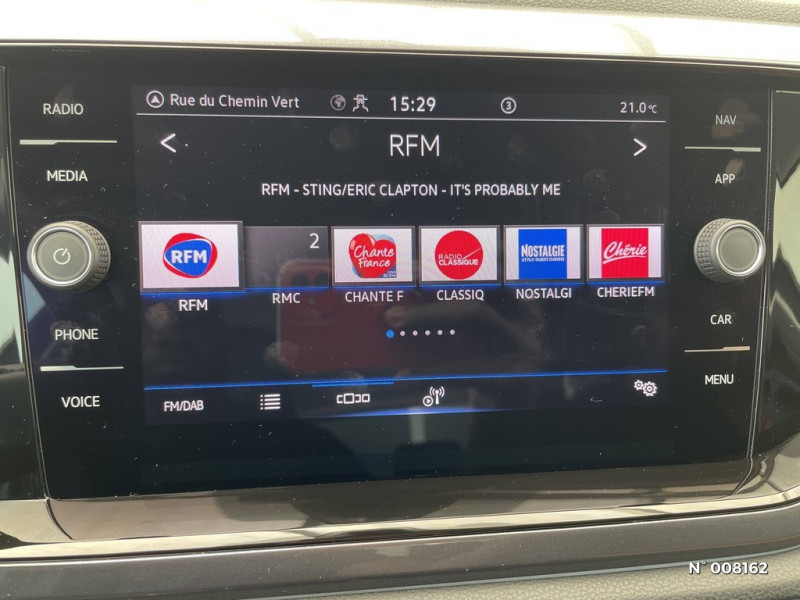 RADIO
MEDIA
PHONE
VOICE
Rue du Chemin Vert 15:29 3 21.0°C
< RFM >
RFM - STING/ERIC CLAPTON - IT'S PROBABLY ME
RFM 2 Chante France RADIO CLASSIQUE NOSTALGIE Chérie
RFM RMC CHANTE F CLASSIQ NOSTALGI CHERIEFM
FM/DAB
NAV
APP
CAR
MENU
N° 008162